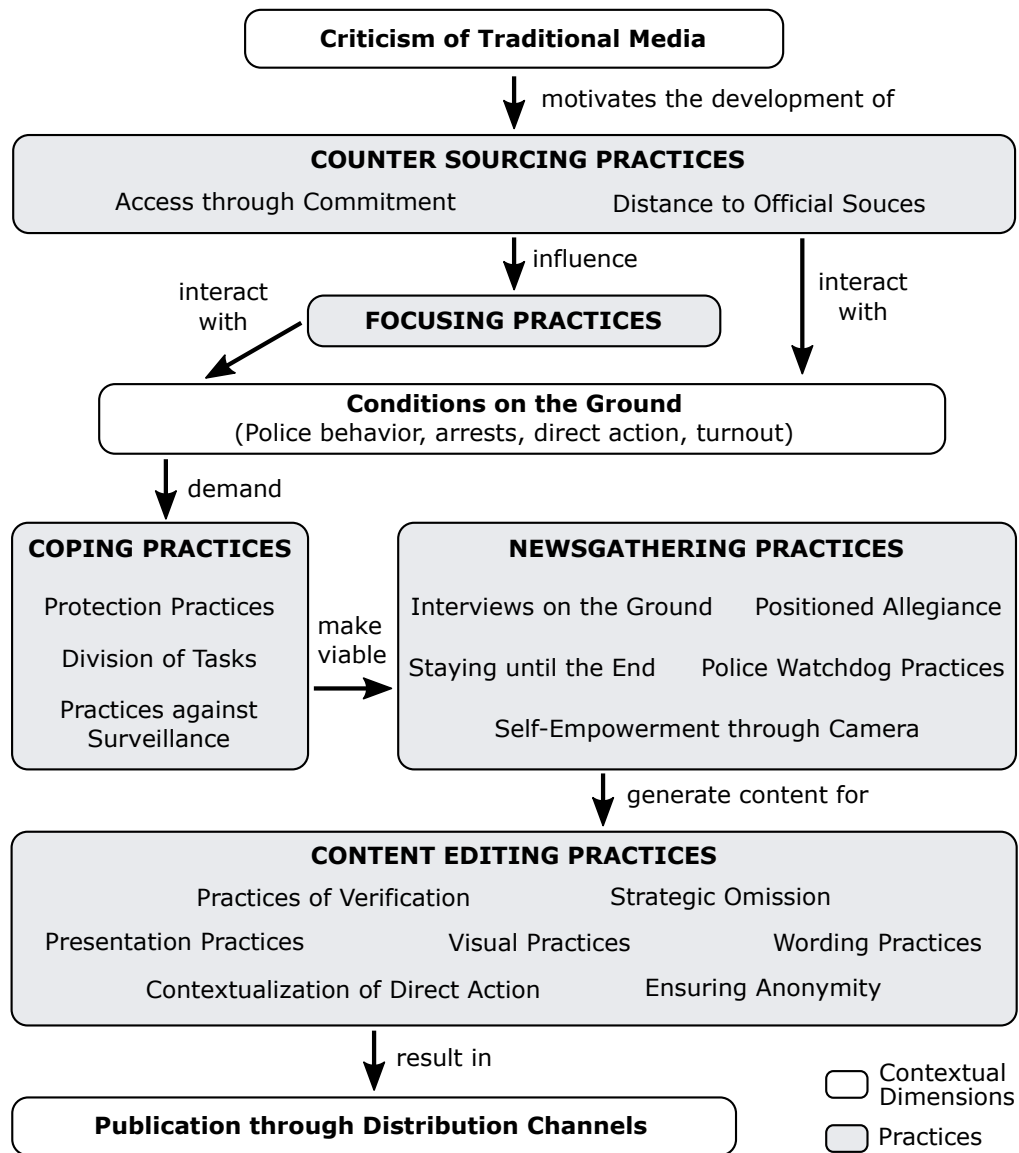 Criticism of Traditional Media
motivates the development of
COUNTER SOURCING PRACTICES
Access through Commitment
Distance to Official Souces
influence
interact
with
interact
with
FOCUSING PRACTICES
Conditions on the Ground
(Police behavior, arrests, direct action, turnout)
demand
COPING PRACTICES
Protection Practices
Division of Tasks
Practices against
Surveillance
make
viable
NEWSGATHERING PRACTICES
Interviews on the Ground
Positioned Allegiance
Staying until the End
Police Watchdog Practices
Self-Empowerment through Camera
generate content for
CONTENT EDITING PRACTICES
Practices of Verification
Strategic Omission
Presentation Practices
Visual Practices
Wording Practices
Contextualization of Direct Action
Ensuring Anonymity
result in
Publication through Distribution Channels
Contextual
Dimensions
Practices